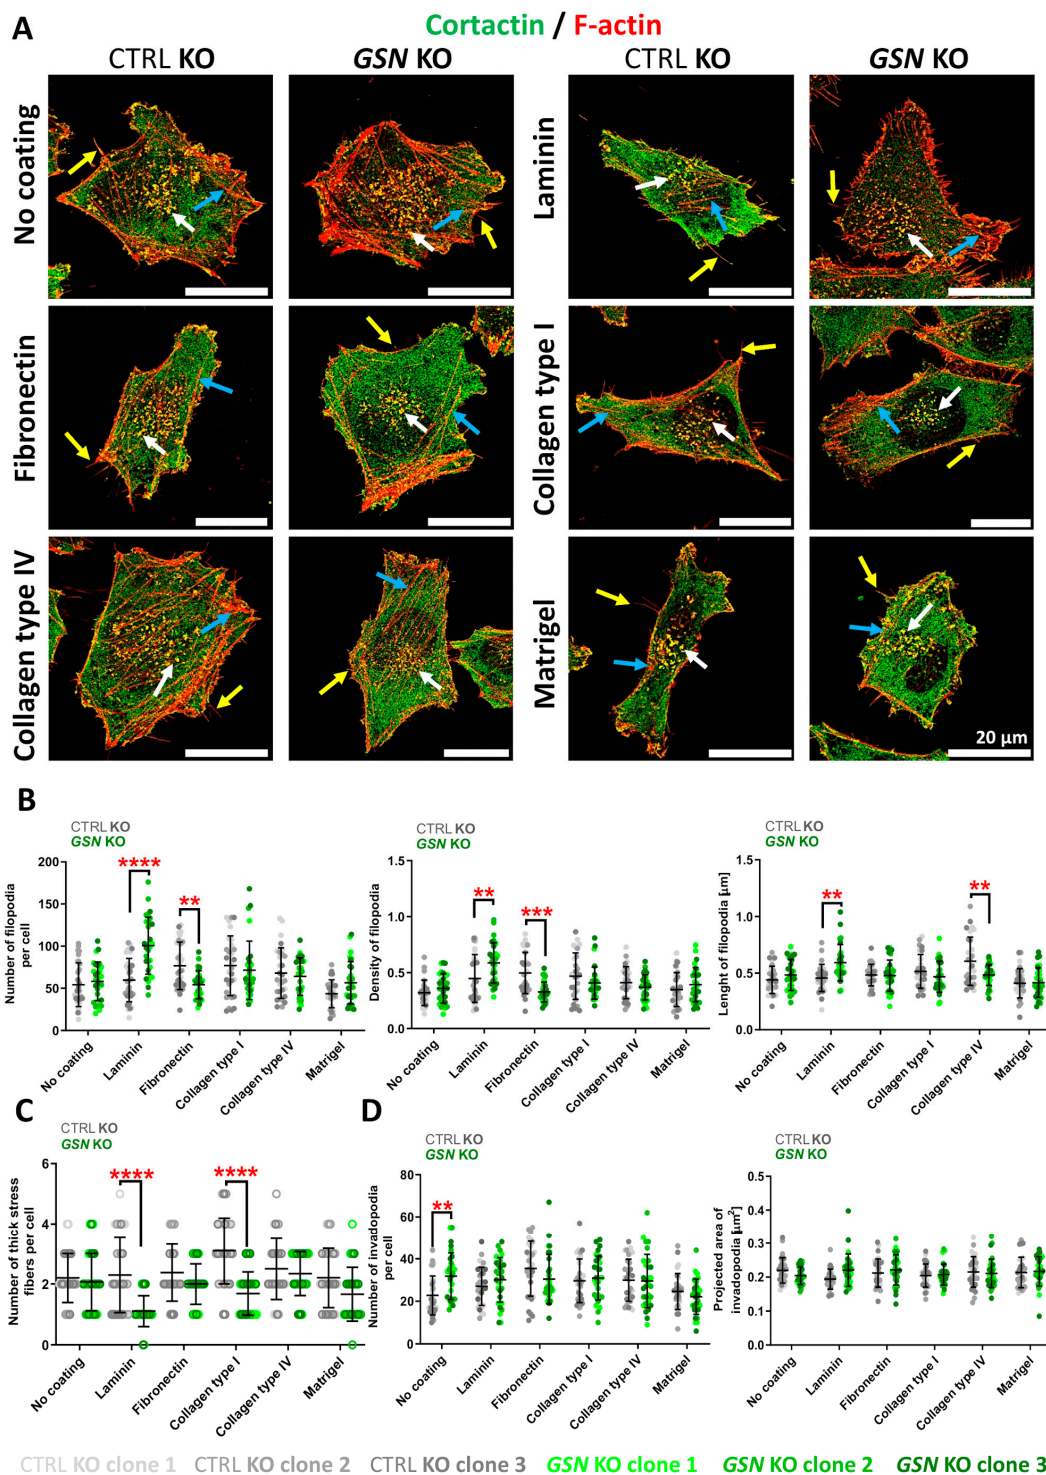 A
Cortactin / F-actin
CTRL KO
GSN KO
CTRL KO
GSN KO
No coating
Laminin
Fibronectin
Collagen type I
Collagen type IV
Matrigel
20 µm
B
CTRL KO
GSN KO
Number of filopodia
per cell
200
150
100
50
0
****
**
No coating
Laminin
Fibronectin
Collagen type I
Collagen type IV
Matrigel
CTRL KO
GSN KO
Density of filopodia
1.5
1.0
0.5
0.0
**
***
No coating
Laminin
Fibronectin
Collagen type I
Collagen type IV
Matrigel
CTRL KO
GSN KO
Lenght of filopodia [µm]
1.5
1.0
0.5
0.0
**
**
No coating
Laminin
Fibronectin
Collagen type I
Collagen type IV
Matrigel
C
CTRL KO
GSN KO
Number of thick stress
fibers per cell
6
4
2
0
****
****
No coating
Laminin
Fibronectin
Collagen type I
Collagen type IV
Matrigel
D
CTRL KO
GSN KO
Number of invadopodia
per cell
80
60
40
20
0
**
No coating
Laminin
Fibronectin
Collagen type I
Collagen type IV
Matrigel
CTRL KO
GSN KO
Projected area of
invadopodia [µm²]
0.5
0.4
0.3
0.2
0.1
0.0
No coating
Laminin
Fibronectin
Collagen type I
Collagen type IV
Matrigel
CTRL KO clone 1 CTRL KO clone 2 CTRL KO clone 3 GSN KO clone 1 GSN KO clone 2 GSN KO clone 3